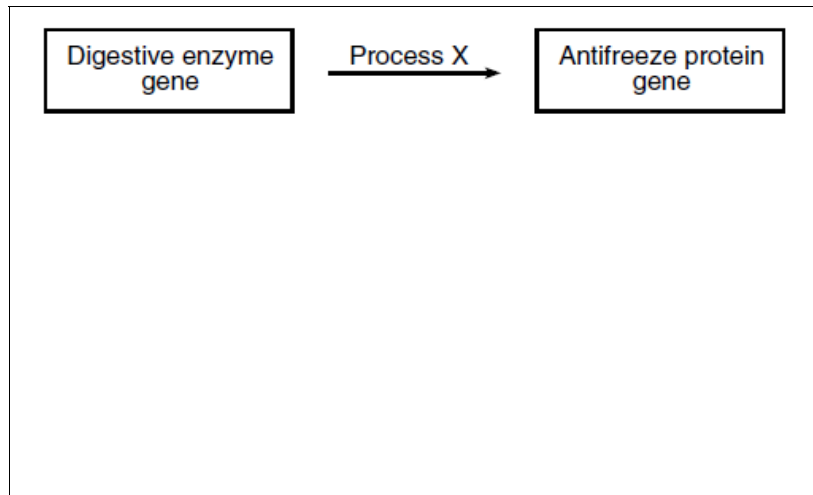 Digestive enzyme
gene
Process X
Antifreeze protein
gene